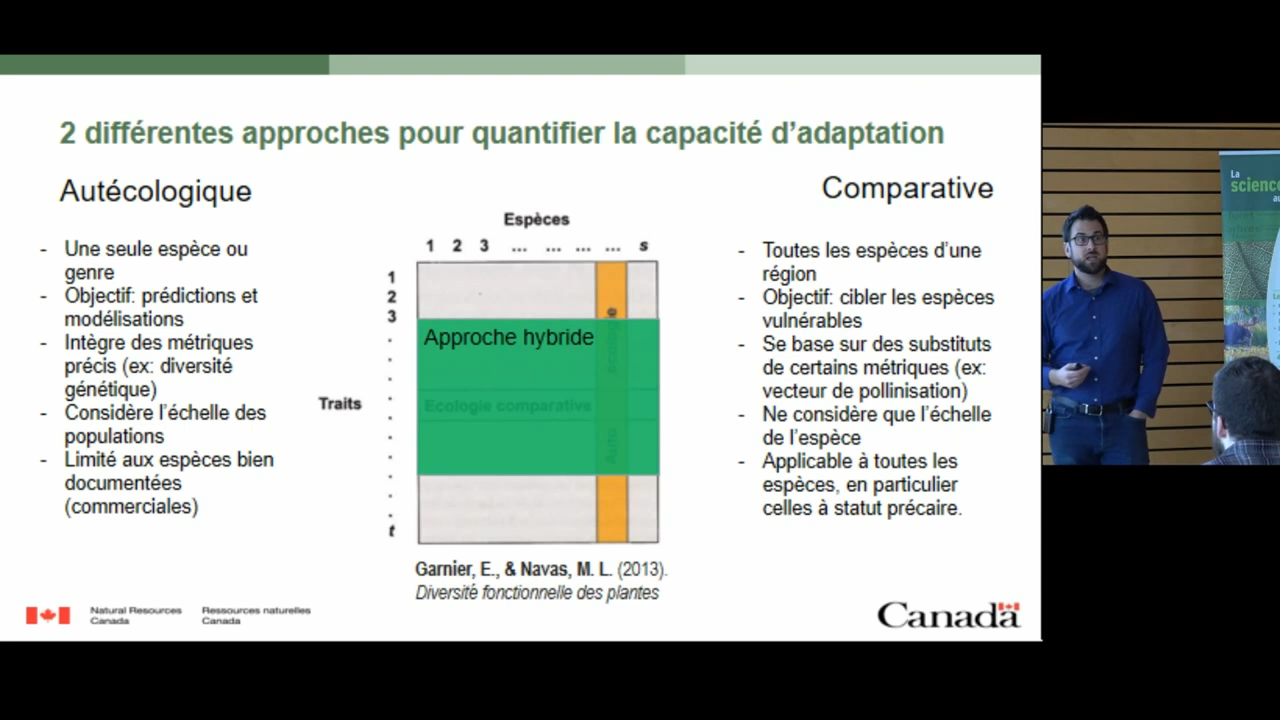 2 différentes approches pour quantifier la capacité d’adaptation
Autécologique
- Une seule espèce ou
genre
- Objectif: prédictions et
modélisations
- Intègre des métriques
précis (ex: diversité
génétique)
- Considère l’échelle des
populations
- Limité aux espèces bien
documentées
(commerciales)
Espèces
1 2 3 ... ... ... ... s
Traits
1
2
3
.
.
.
.
.
.
.
.
.
.
t
Approche hybride
Ecologie comparative
Auto
Garnier, E., & Navas, M. L. (2013).
Diversité fonctionnelle des plantes
Comparative
- Toutes les espèces d’une
région
- Objectif: cibler les espèces
vulnérables
- Se base sur des substituts
de certains métriques (ex:
vecteur de pollinisation)
- Ne considère que l’échelle
de l’espèce
- Applicable à toutes les
espèces, en particulier
celles à statut précaire.
Natural Resources
Canada
Ressources naturelles
Canada
Canada
La
science